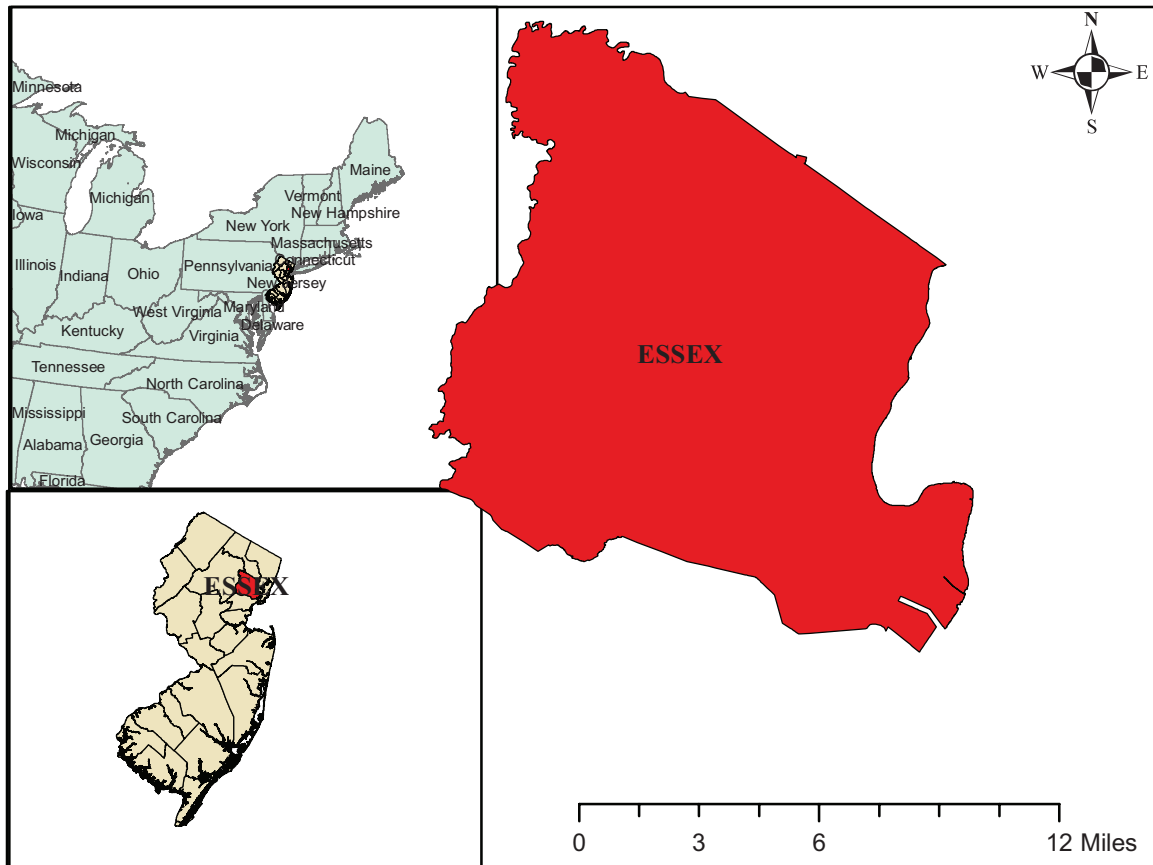 Minnesota
Michigan
Wisconsin
Michigan
Iowa
Illinois
Indiana
Ohio
Kentucky
West Virginia
Virginia
Tennessee
North Carolina
Mississippi
South Carolina
Alabama
Georgia
Florida
Maine
Vermont
New Hampshire
New York
Massachusetts
Connecticut
Pennsylvania
New Jersey
Maryland
Delaware
ESSEX
N
W E
S
ESSEX
0 3 6 12 Miles